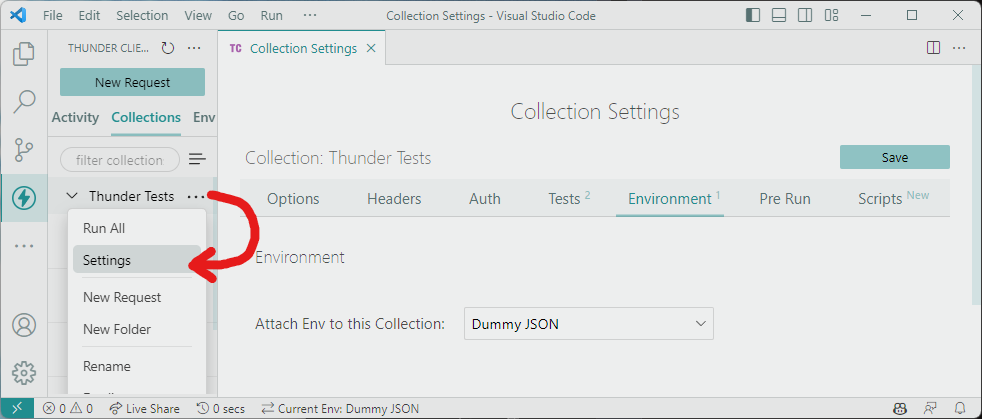 File Edit Selection View Go Run ··· Collection Settings - Visual Studio Code
THUNDER CLIE... ···
TC Collection Settings ×
New Request
Activity Collections Env
filter collection
Thunder Tests ···
Run All
Settings
New Request
New Folder
Rename
Collection Settings
Collection: Thunder Tests
Save
Options Headers Auth Tests 2 Environment 1 Pre Run Scripts New
Environment
Attach Env to this Collection: Dummy JSON
0 0 Live Share 0 secs Current Env: Dummy JSON